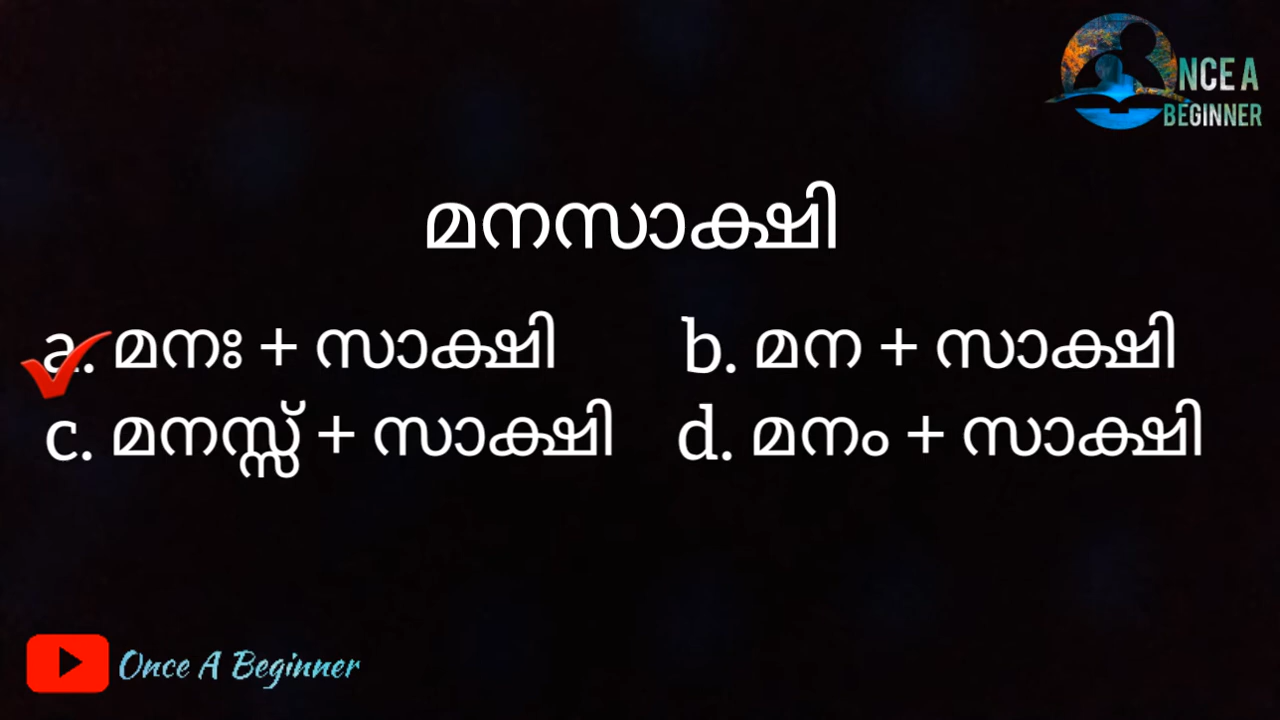 NCE A
BEGINNER
മനസാക്ഷി
a. മനഃ + സാക്ഷി b. മന + സാക്ഷി
c. മനസ്സ് + സാക്ഷി d. മനം + സാക്ഷി
Once A Beginner